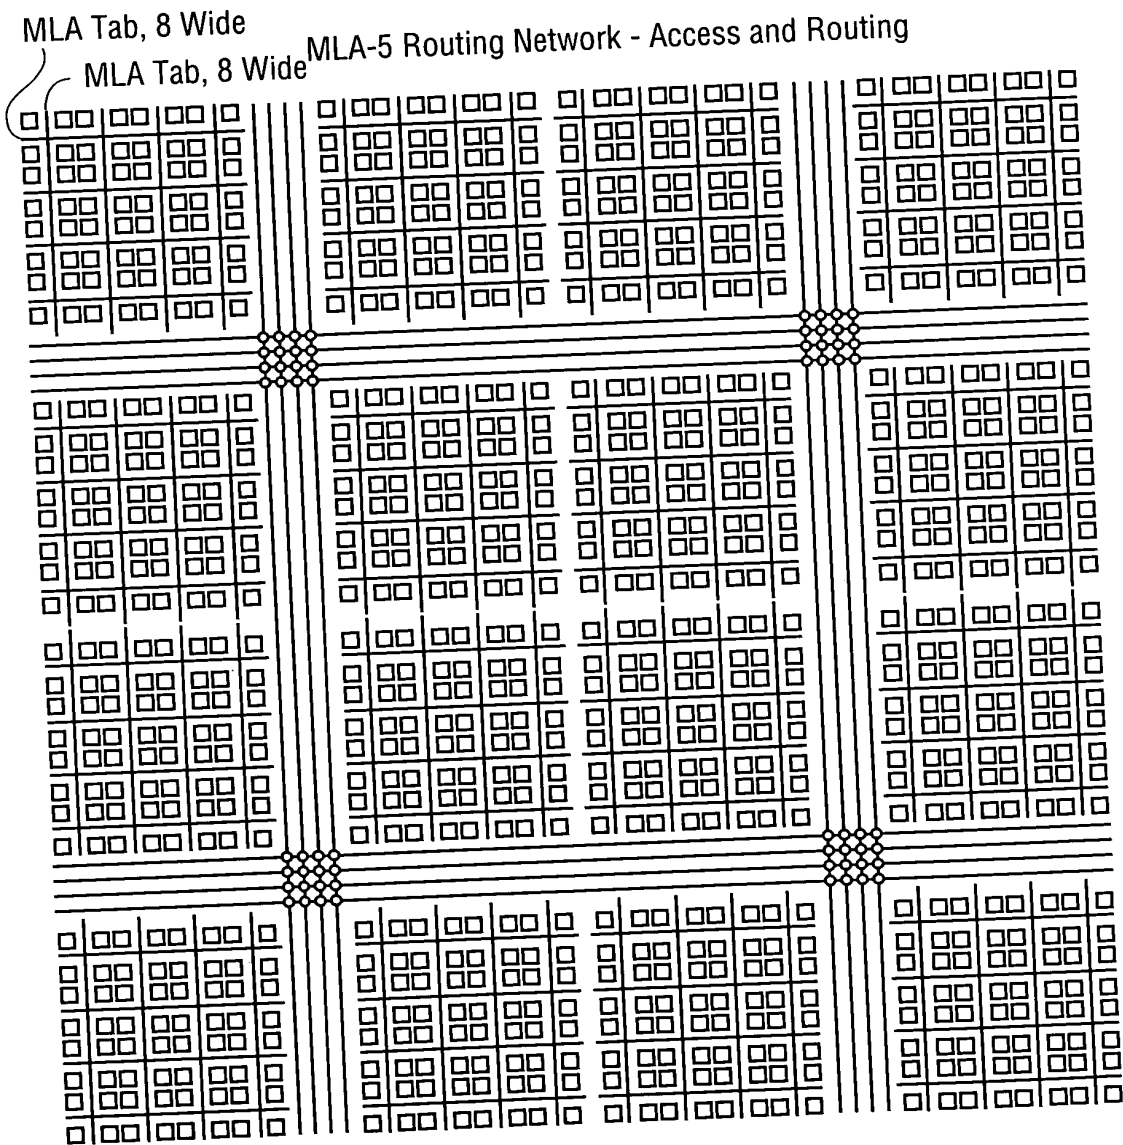 MLA Tab, 8 Wide
MLA Tab, 8 Wide
MLA-5 Routing Network - Access and Routing